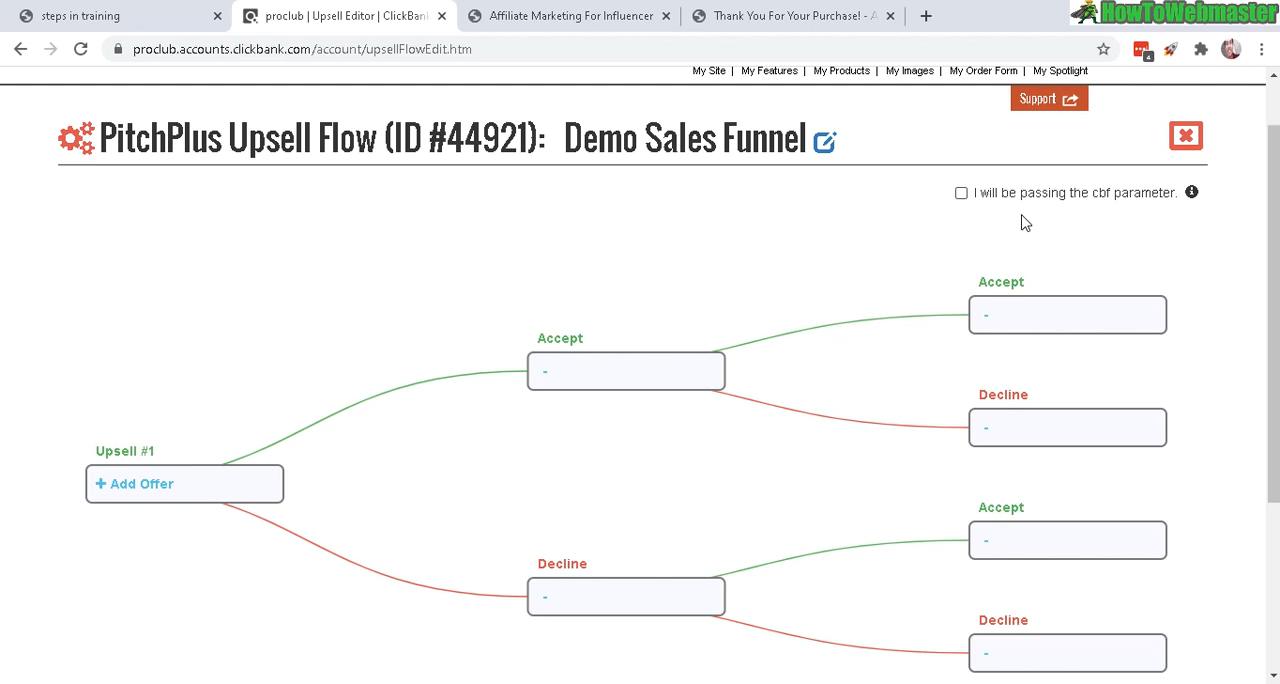 steps in training
proclub | Upsell Editor | ClickBan
Affiliate Marketing For Influencer
Thank You For Your Purchase! - A
HowToWebmaster
proclub.accounts.clickbank.com/account/upsellFlowEdit.htm
4
My Site | My Features | My Products | My Images | My Order Form | My Spotlight
Support
PitchPlus Upsell Flow (ID #44921): Demo Sales Funnel
I will be passing the cbf parameter.
Accept
-
Accept
-
Decline
-
Upsell #1
+ Add Offer
Accept
-
Decline
-
Decline
-